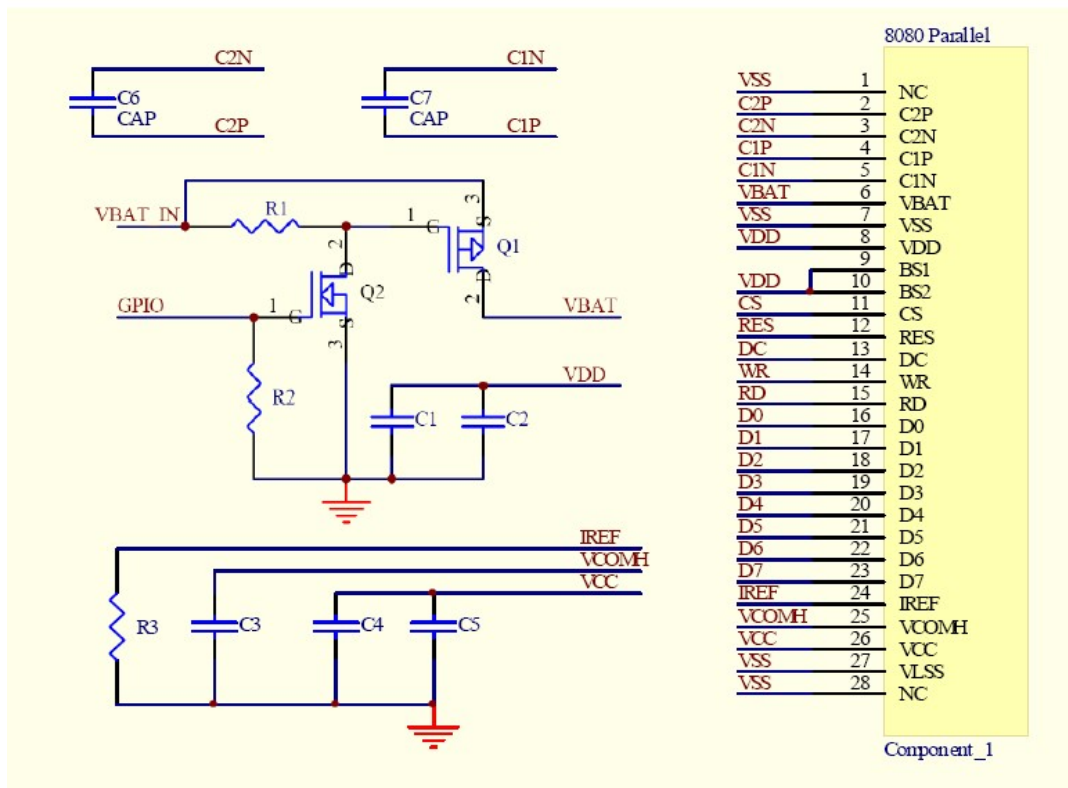 8080 Parallel
C2N
C6
CAP
C2P
C1N
C7
CAP
C1P
VBAT_IN
R1
1
G
3
S
Q1
D
2
VBAT
2
D
Q2
GPIO
1
G
S
3
R2
VDD
C1
C2
IREF
VCOMH
VCC
R3
C3
C4
C5
VSS 1 NC
C2P 2 C2P
C2N 3 C2N
C1P 4 C1P
C1N 5 C1N
VBAT 6 VBAT
VSS 7 VSS
VDD 8 VDD
9 BS1
VDD 10 BS2
CS 11 CS
RES 12 RES
DC 13 DC
WR 14 WR
RD 15 RD
D0 16 D0
D1 17 D1
D2 18 D2
D3 19 D3
D4 20 D4
D5 21 D5
D6 22 D6
D7 23 D7
IREF 24 IREF
VCOMH 25 VCOMH
VCC 26 VCC
VSS 27 VLSS
VSS 28 NC
Component_1